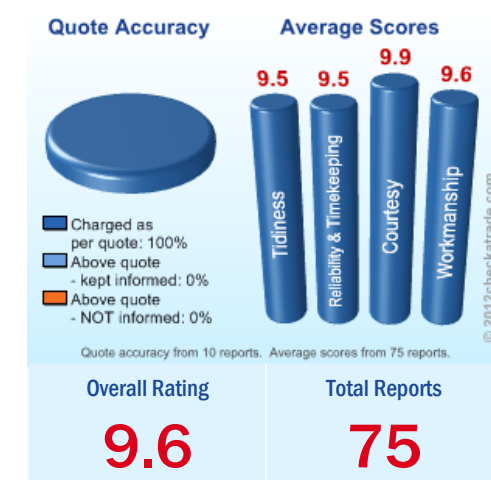 Quote Accuracy
Average Scores
9.5
9.5
9.9
9.6
Tidiness
Reliability & Timekeeping
Courtesy
Workmanship
Charged as
per quote: 100%
Above quote
- kept informed: 0%
Above quote
- NOT informed: 0%
© 2012checkatrade.com
Quote accuracy from 10 reports. Average scores from 75 reports.
Overall Rating
Total Reports
9.6
75